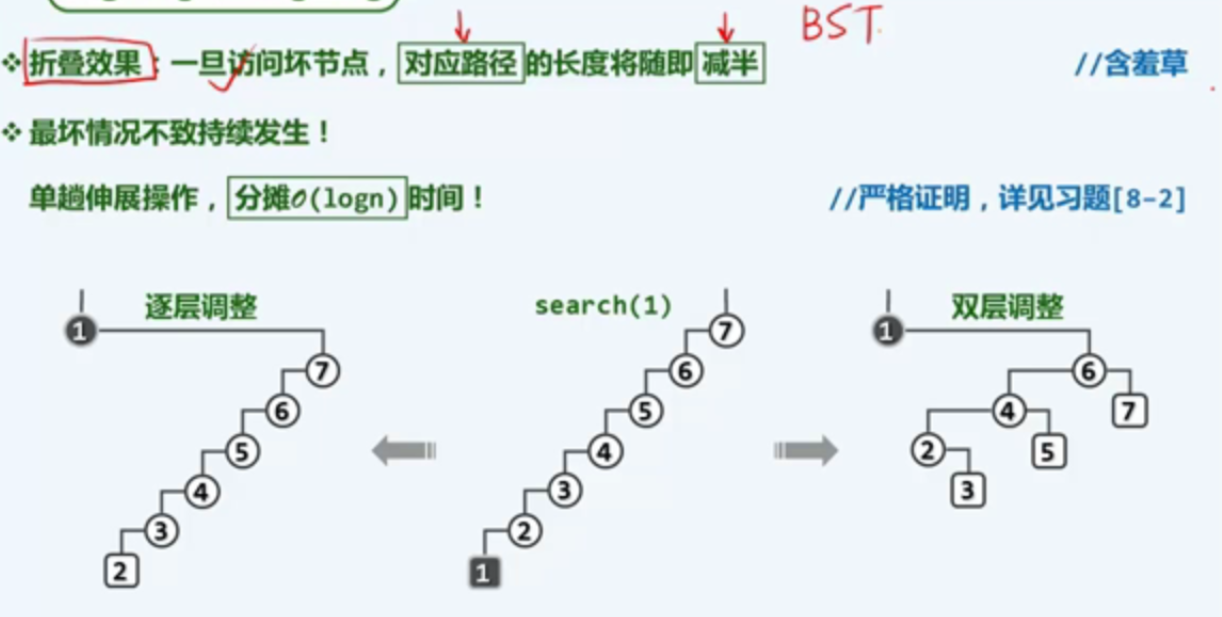 BST
❖ 折叠效果：一旦访问坏节点，对应路径的长度将随即减半 //含羞草
❖ 最坏情况不致持续发生！
单趟伸展操作，分摊O(logn)时间！ //严格证明，详见习题[8-2]
逐层调整 search(1) 双层调整
1 7 1
7 6 6
6 5 4 7
5 4 2 5
4 3 3
3 2
2 1